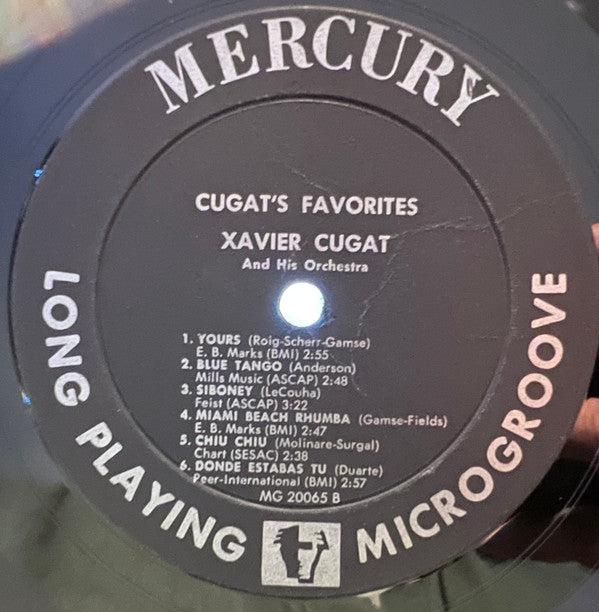 MERCURY
CUGAT'S FAVORITES
XAVIER CUGAT
And His Orchestra
1. YOURS (Roig-Scherr-Gamse)
E. B. Marks (BMI) 2:55
2. BLUE TANGO (Anderson)
Mills Music (ASCAP) 2:48
3. SIBONEY (LeCouha)
Feist (ASCAP) 3:22
4. MIAMI BEACH RHUMBA (Gamse-Fields)
E. B. Marks (BMI) 2:47
5. CHIU CHIU (Molinare-Surgal)
Chart (SESAC) 2:38
6. DONDE ESTABAS TU (Duarte)
Peer-International (BMI) 2:57
MG 20065 B
LONG PLAYING
MICROGROOVE